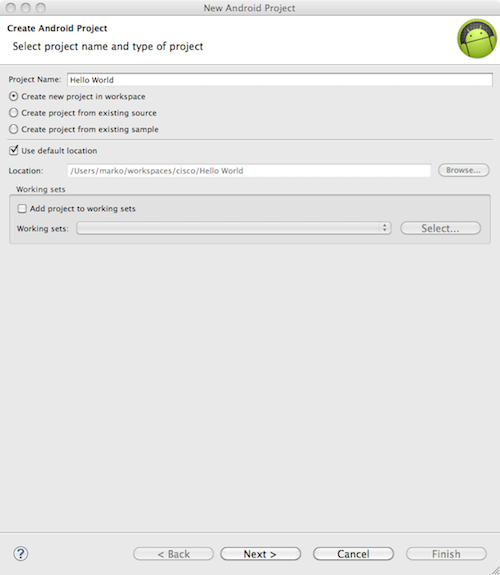 New Android Project
Create Android Project
Select project name and type of project
Project Name: Hello World
Create new project in workspace
Create project from existing source
Create project from existing sample
Use default location
Location: /Users/marko/workspaces/cisco/Hello World Browse...
Working sets
Add project to working sets
Working sets: Select...
? < Back Next > Cancel Finish